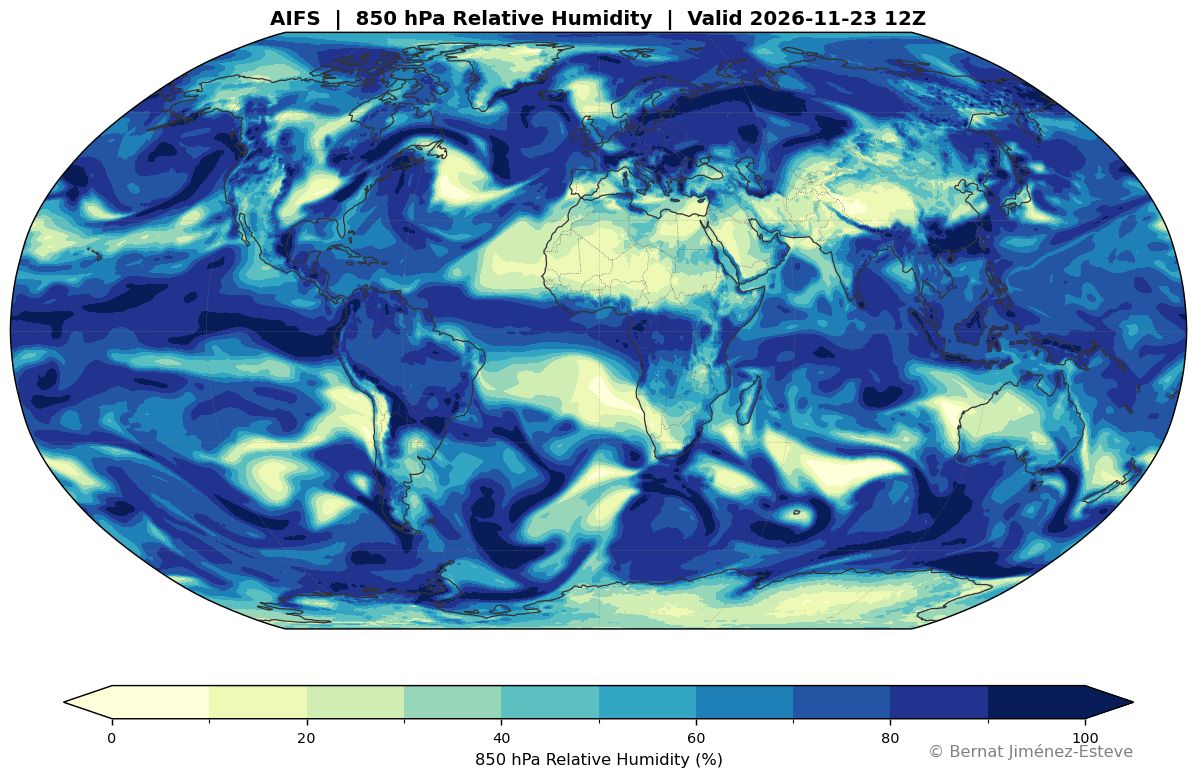 AIFS | 850 hPa Relative Humidity | Valid 2026-11-23 12Z
0 20 40 60 80 100
850 hPa Relative Humidity (%)
© Bernat Jiménez-Esteve